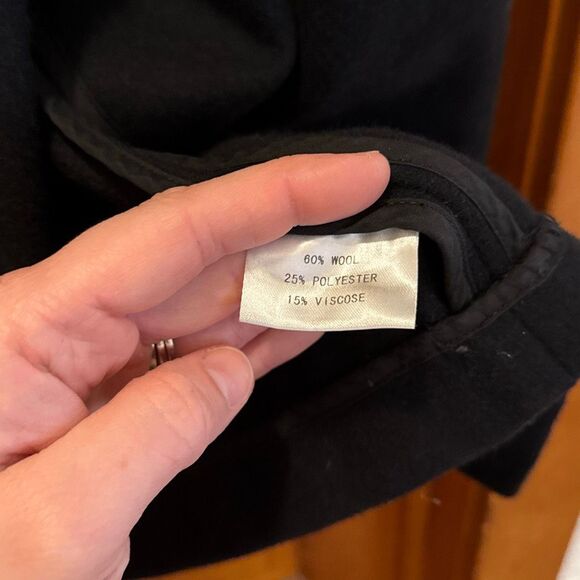 60% WOOL
25% POLYESTER
15% VISCOSE